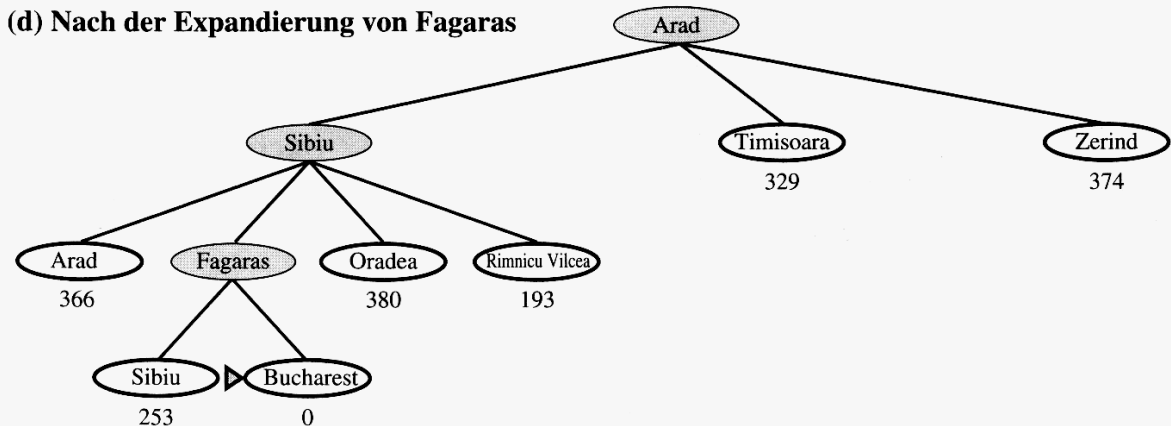 (d) Nach der Expandierung von Fagaras
Arad
Sibiu
Timisoara
Zerind
329
374
Arad
Fagaras
Oradea
Rimnicu Vilcea
366
380
193
Sibiu
Bucharest
253
0